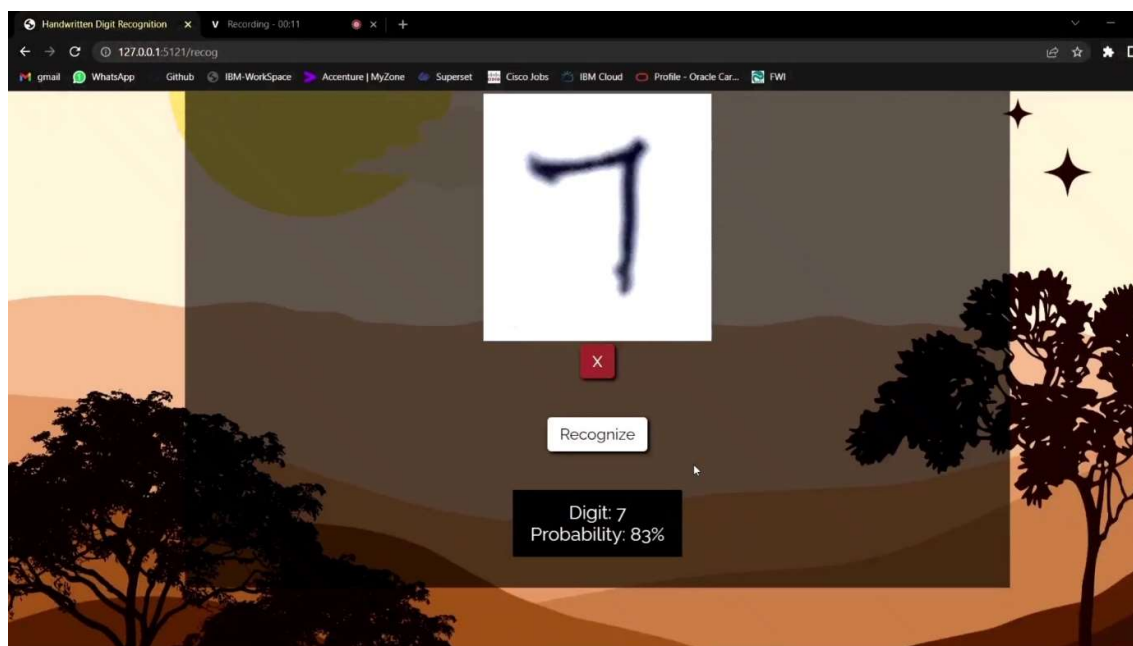 Handwritten Digit Recognition
Recording - 00:11
127.0.0.1:5121/recog
gmail WhatsApp Github IBM-WorkSpace Accenture | MyZone Superset Cisco Jobs IBM Cloud Profile - Oracle Car... FWI
7
X
Recognize
Digit: 7
Probability: 83%